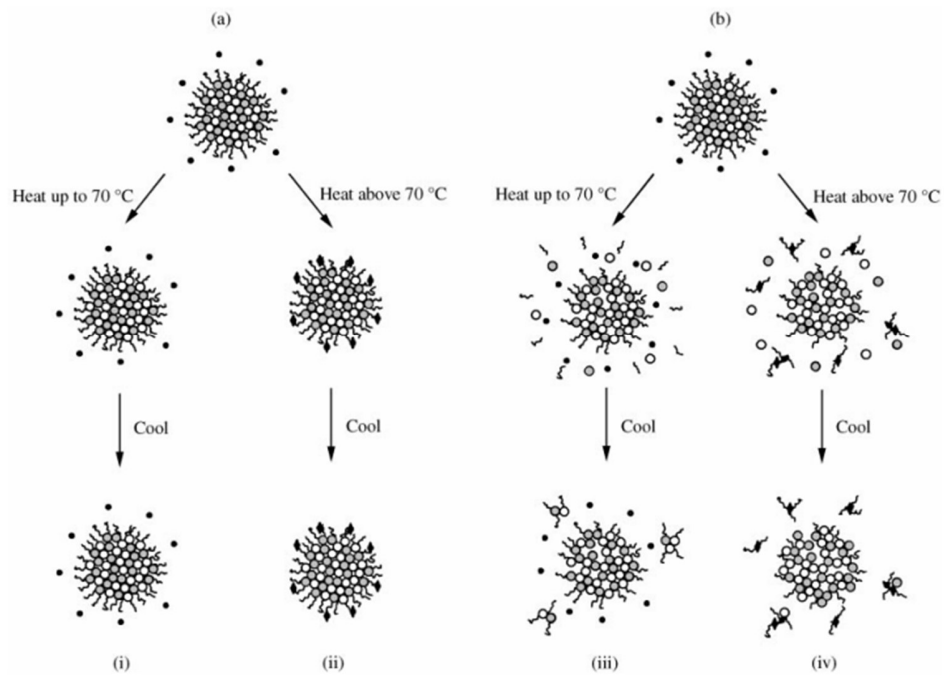 (a)
(b)
Heat up to 70 °C
Heat above 70 °C
Heat up to 70 °C
Heat above 70 °C
Cool
Cool
Cool
Cool
(i)
(ii)
(iii)
(iv)